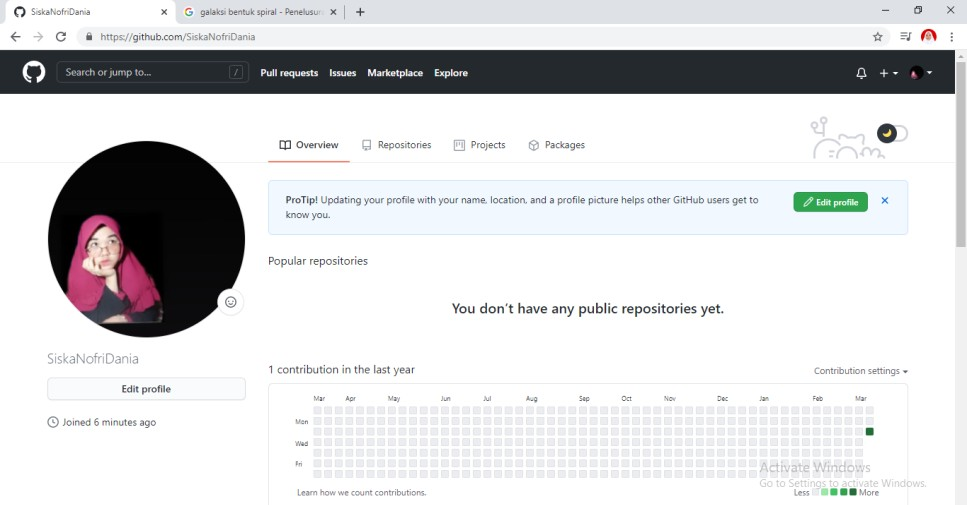 SiskaNofriDania
galaksi bentuk spiral - Penelusun
https://github.com/SiskaNofriDania
Search or jump to... /
Pull requests Issues Marketplace Explore
Overview Repositories Projects Packages
ProTip! Updating your profile with your name, location, and a profile picture helps other GitHub users get to
know you.
Edit profile
Popular repositories
You don't have any public repositories yet.
SiskaNofriDania
Edit profile
Joined 6 minutes ago
1 contribution in the last year
Contribution settings
Mar Apr May Jun Jul Aug Sep Oct Nov Dec Jan Feb Mar
Mon
Wed
Fri
Learn how we count contributions.
Less More
Activate Windows
Go to Settings to activate Windows.